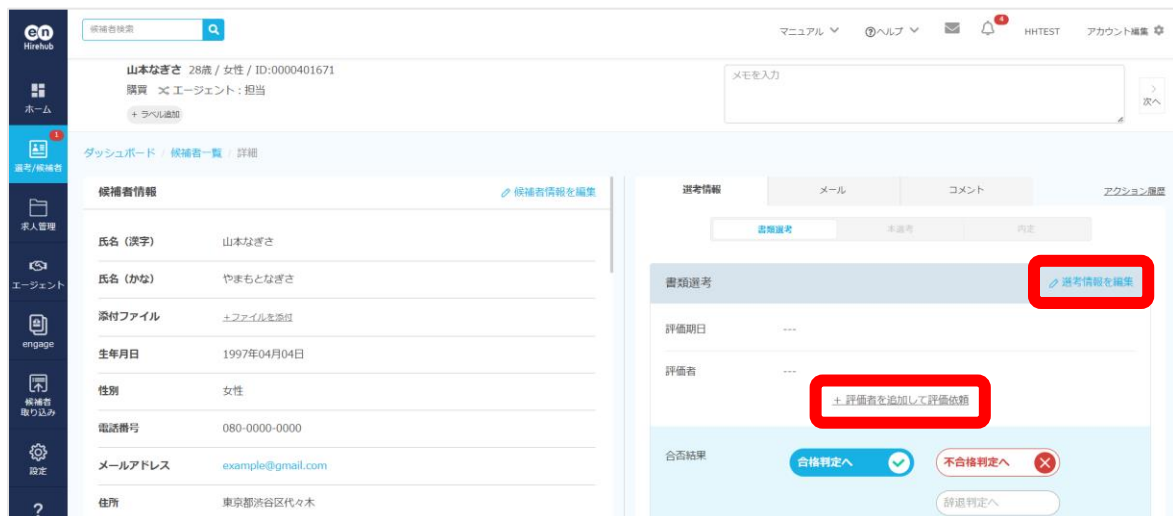 en
Hirehub
候補者検索
マニュアル
?ヘルプ
4
HHTEST
アカウント編集
ホーム
1
選考/候補者
求人管理
エージェント
engage
候補者
取り込み
設定
?
山本なぎさ 28歳 / 女性 / ID:0000401671
購買 エージェント : 担当
+ ラベル追加
メモを入力
次へ
ダッシュボード / 候補者一覧 / 詳細
候補者情報
候補者情報を編集
氏名（漢字） 山本なぎさ
氏名（かな） やまもとなぎさ
添付ファイル +ファイルを添付
生年月日 1997年04月04日
性別 女性
電話番号 080-0000-0000
メールアドレス example@gmail.com
住所 東京都渋谷区代々木
選考情報 メール コメント アクション履歴
書類選考 本選考 内定
書類選考 選考情報を編集
評価期日 ---
評価者 ---
+ 評価者を追加して評価依頼
合否結果 合格判定へ 不合格判定へ
辞退判定へ